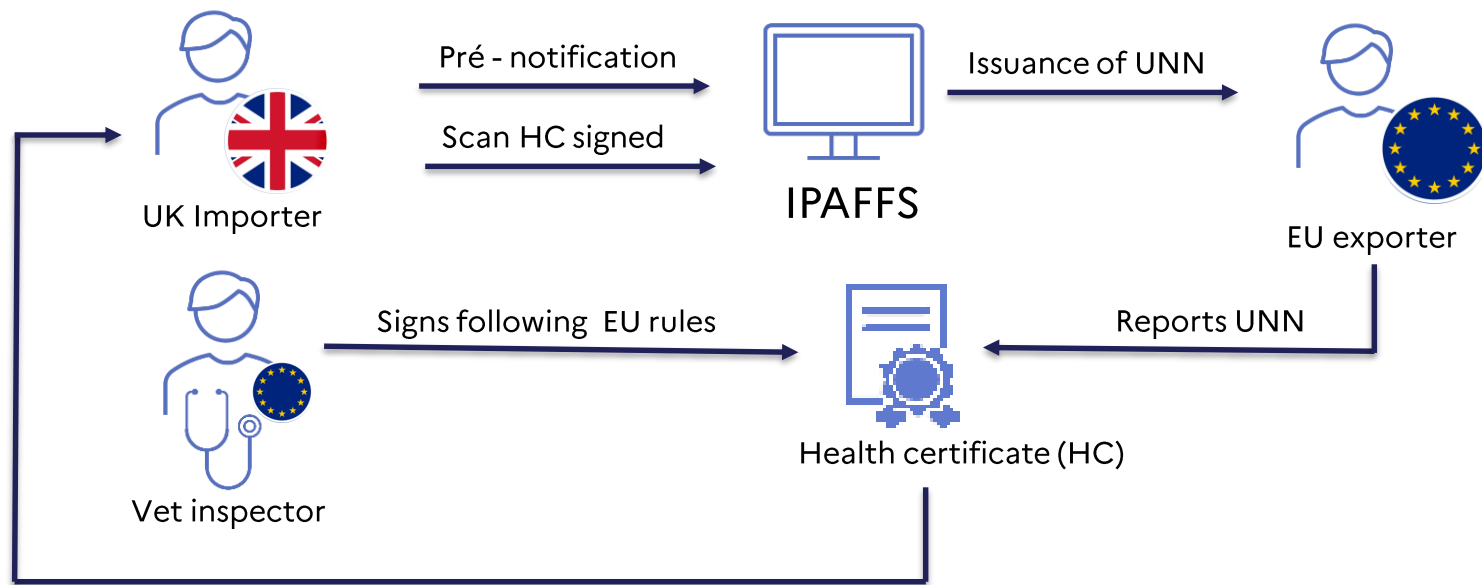 Pré - notification
Issuance of UNN
Scan HC signed
IPAFFS
UK Importer
EU exporter
Signs following EU rules
Reports UNN
Health certificate (HC)
Vet inspector